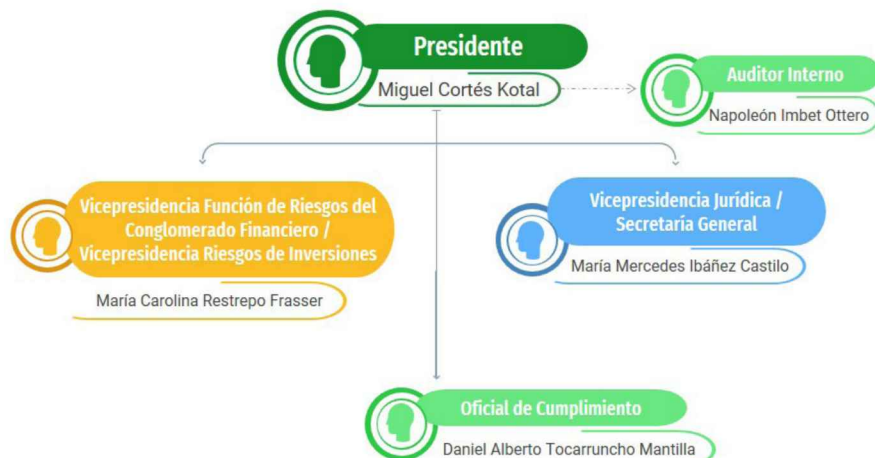 Presidente
Miguel Cortés Kotal
Auditor Interno
Napoleón Imbet Ottero
Vicepresidencia Función de Riesgos del
Conglomerado Financiero /
Vicepresidencia Riesgos de Inversiones
María Carolina Restrepo Frasser
Vicepresidencia Jurídica /
Secretaría General
María Mercedes Ibáñez Castilo
Oficial de Cumplimiento
Daniel Alberto Tocarruncho Mantilla